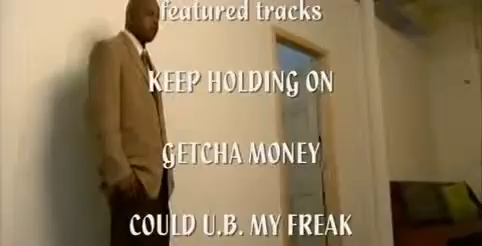 featured tracks
KEEP HOLDING ON
GETCHA MONEY
COULD U.B. MY FREAK